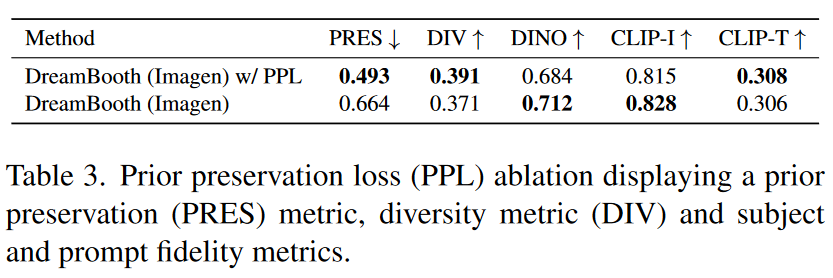 Method PRES ↓ DIV ↑ DINO ↑ CLIP-I ↑ CLIP-T ↑
DreamBooth (Imagen) w/ PPL 0.493 0.391 0.684 0.815 0.308
DreamBooth (Imagen) 0.664 0.371 0.712 0.828 0.306
Table 3. Prior preservation loss (PPL) ablation displaying a prior
preservation (PRES) metric, diversity metric (DIV) and subject
and prompt fidelity metrics.